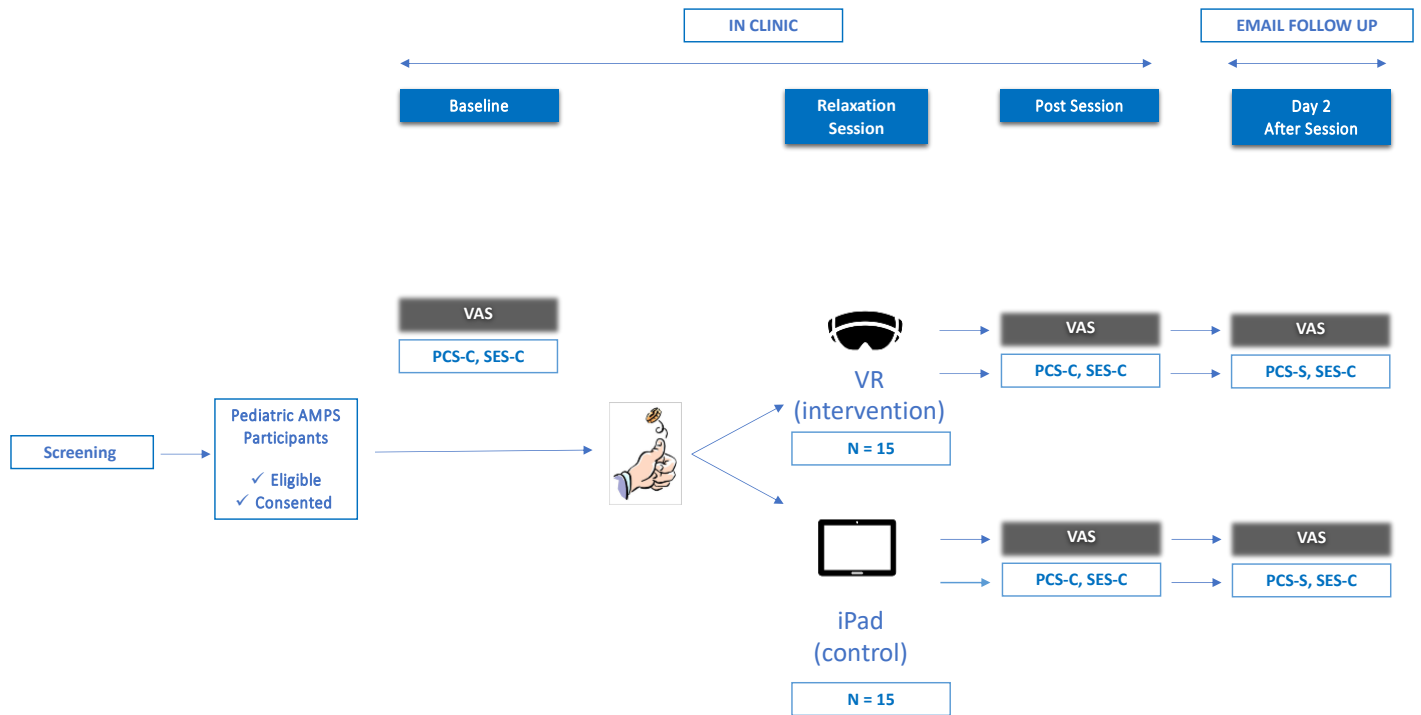 IN CLINIC
EMAIL FOLLOW UP
Baseline
Relaxation
Session
Post Session
Day 2
After Session
VAS
PCS-C, SES-C
Screening
Pediatric AMPS
Participants
✓ Eligible
✓ Consented
VR
(intervention)
N = 15
VAS
PCS-C, SES-C
VAS
PCS-S, SES-C
iPad
(control)
N = 15
VAS
PCS-C, SES-C
VAS
PCS-S, SES-C